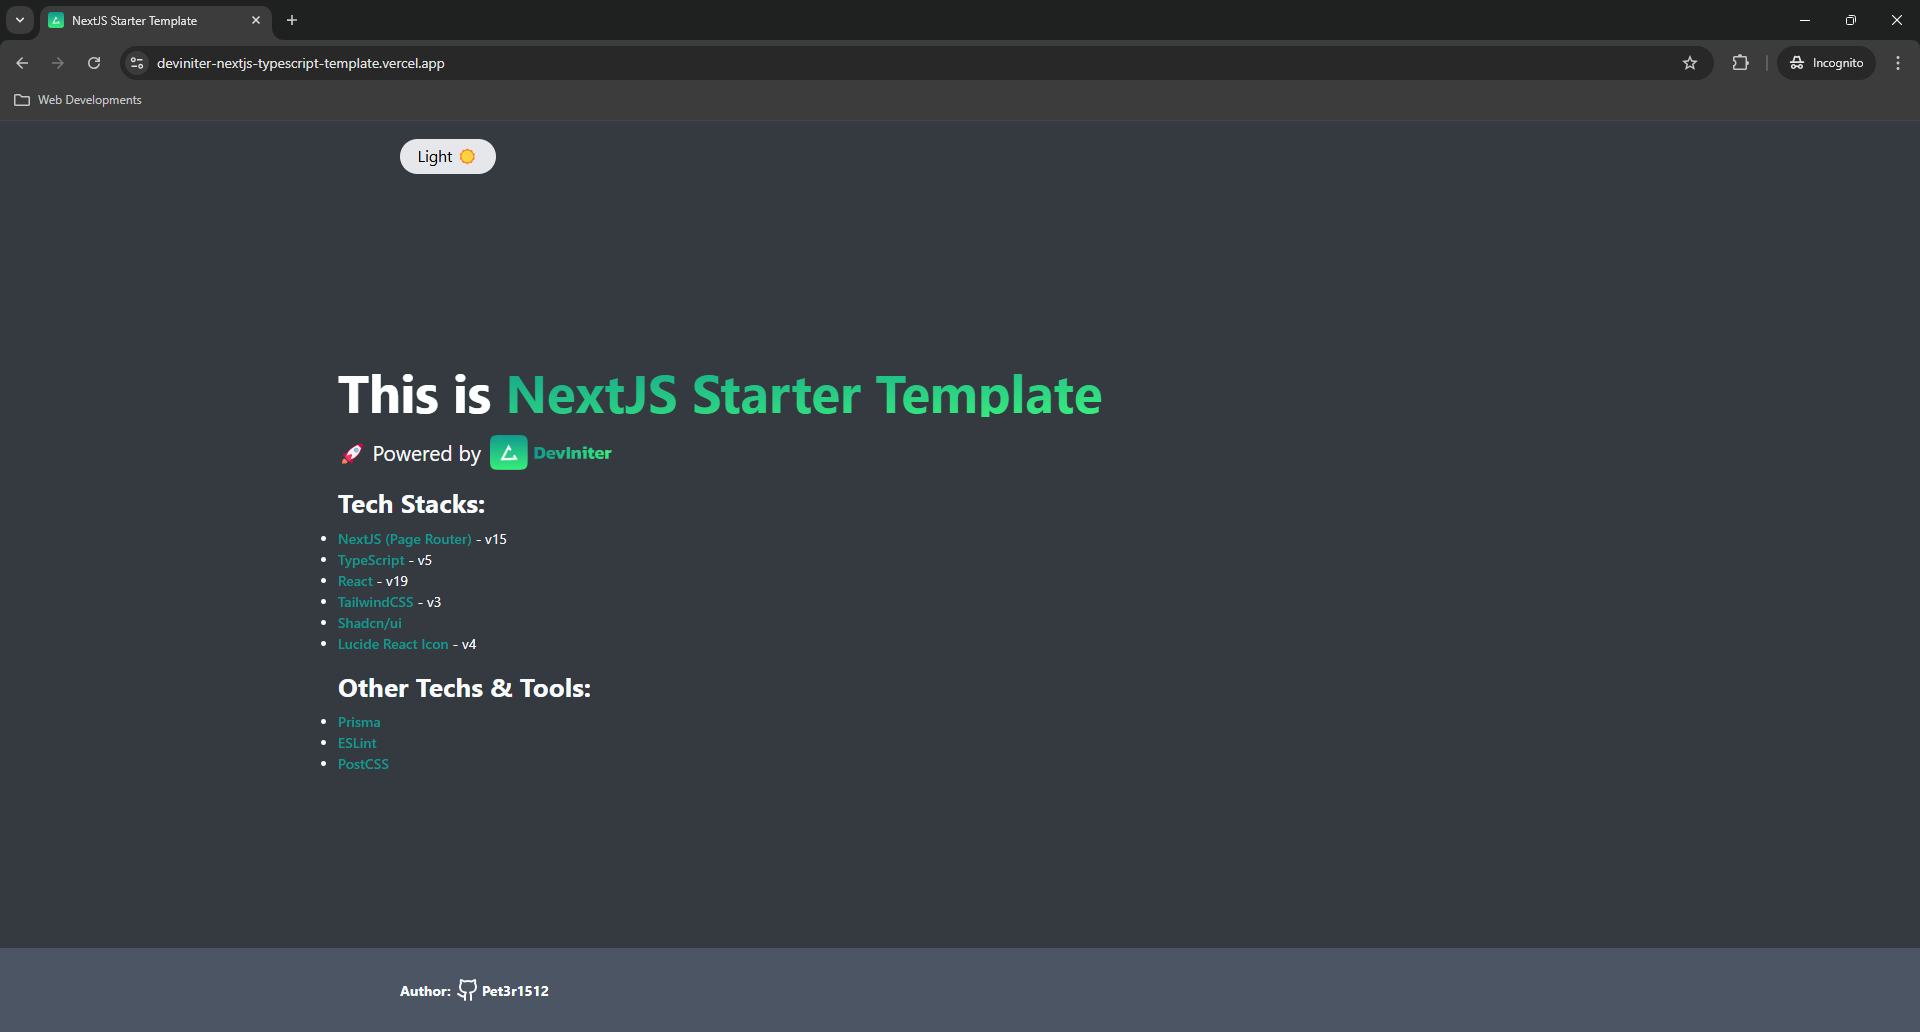 NextJS Starter Template
deviniter-nextjs-typescript-template.vercel.app
Incognito
Web Developments
Light
This is NextJS Starter Template
Powered by DevIniter
Tech Stacks:
NextJS (Page Router) - v15
TypeScript - v5
React - v19
TailwindCSS - v3
Shadcn/ui
Lucide React Icon - v4
Other Techs & Tools:
Prisma
ESLint
PostCSS
Author: Pet3r1512